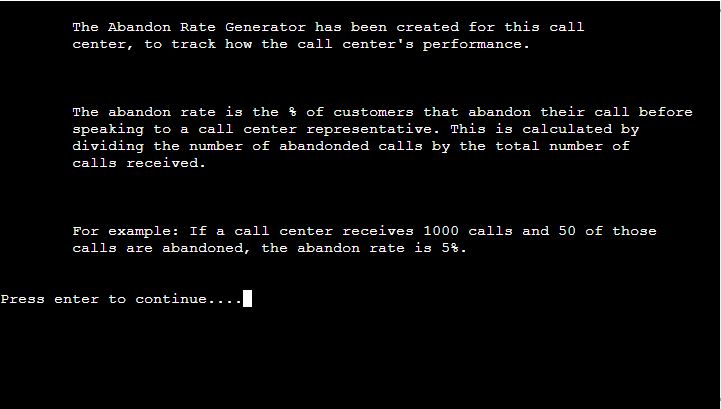 The Abandon Rate Generator has been created for this call
center, to track how the call center's performance.
The abandon rate is the % of customers that abandon their call before
speaking to a call center representative. This is calculated by
dividing the number of abandonded calls by the total number of
calls received.
For example: If a call center receives 1000 calls and 50 of those
calls are abandoned, the abandon rate is 5%.
Press enter to continue....